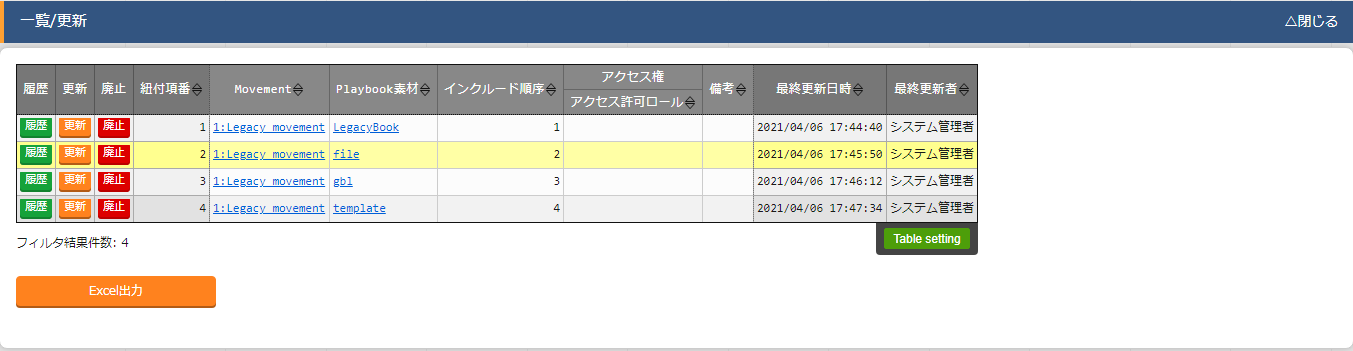 一覧/更新 △閉じる
履歴 更新 廃止 紐付項番 Movement Playbook素材 インクルード順序 アクセス権 備考 最終更新日時 最終更新者
アクセス許可ロール
履歴 更新 廃止 1 1:Legacy movement LegacyBook 1 2021/04/06 17:44:40 システム管理者
履歴 更新 廃止 2 1:Legacy movement file 2 2021/04/06 17:45:50 システム管理者
履歴 更新 廃止 3 1:Legacy movement gbl 3 2021/04/06 17:46:12 システム管理者
履歴 更新 廃止 4 1:Legacy movement template 4 2021/04/06 17:47:34 システム管理者
フィルタ結果件数: 4 Table setting
Excel出力